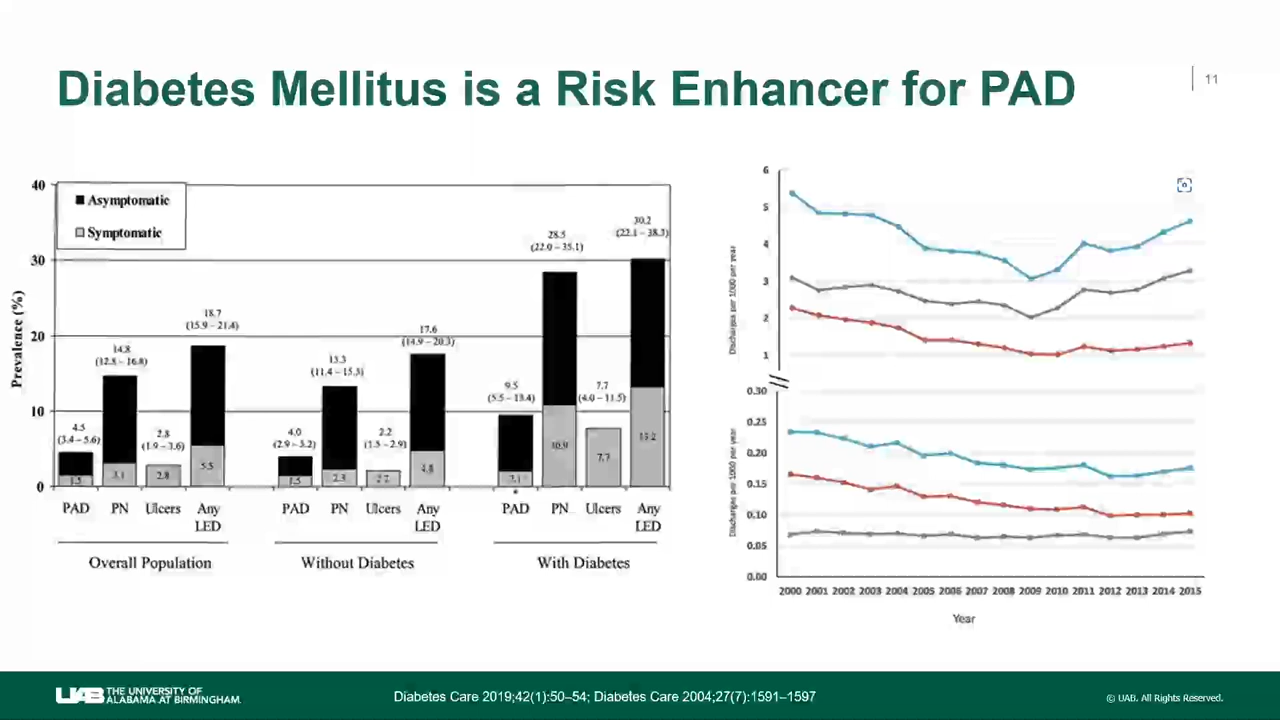 Diabetes Mellitus is a Risk Enhancer for PAD
11
Asymptomatic
Symptomatic
Prevalence (%)
40
30
20
10
0
4.5
(3.4 – 5.6)
1.5
14.8
(12.8 – 16.8)
3.1
2.8
(1.9 – 3.6)
2.8
18.7
(15.9 – 21.4)
5.5
4.0
(2.9 – 5.2)
1.5
13.3
(11.4 – 15.3)
2.3
2.2
(1.5 – 2.9)
2.2
17.6
(14.9 – 20.3)
4.8
9.5
(5.5 – 13.4)
28.5
(22.0 – 35.1)
10.9
7.7
(4.0 – 11.5)
7.7
30.2
(22.1 – 38.3)
13.2
PAD PN Ulcers Any LED
PAD PN Ulcers Any LED
PAD PN Ulcers Any LED
*
Overall Population
Without Diabetes
With Diabetes
Discharges per 1000 per year
6
5
4
3
2
1
Discharges per 1000 per year
0.30
0.25
0.20
0.15
0.10
0.05
0.00
2000 2001 2002 2003 2004 2005 2006 2007 2008 2009 2010 2011 2012 2013 2014 2015
Year
UAB THE UNIVERSITY OF
ALABAMA AT BIRMINGHAM.
Diabetes Care 2019;42(1):50–54; Diabetes Care 2004;27(7):1591–1597
© UAB. All Rights Reserved.